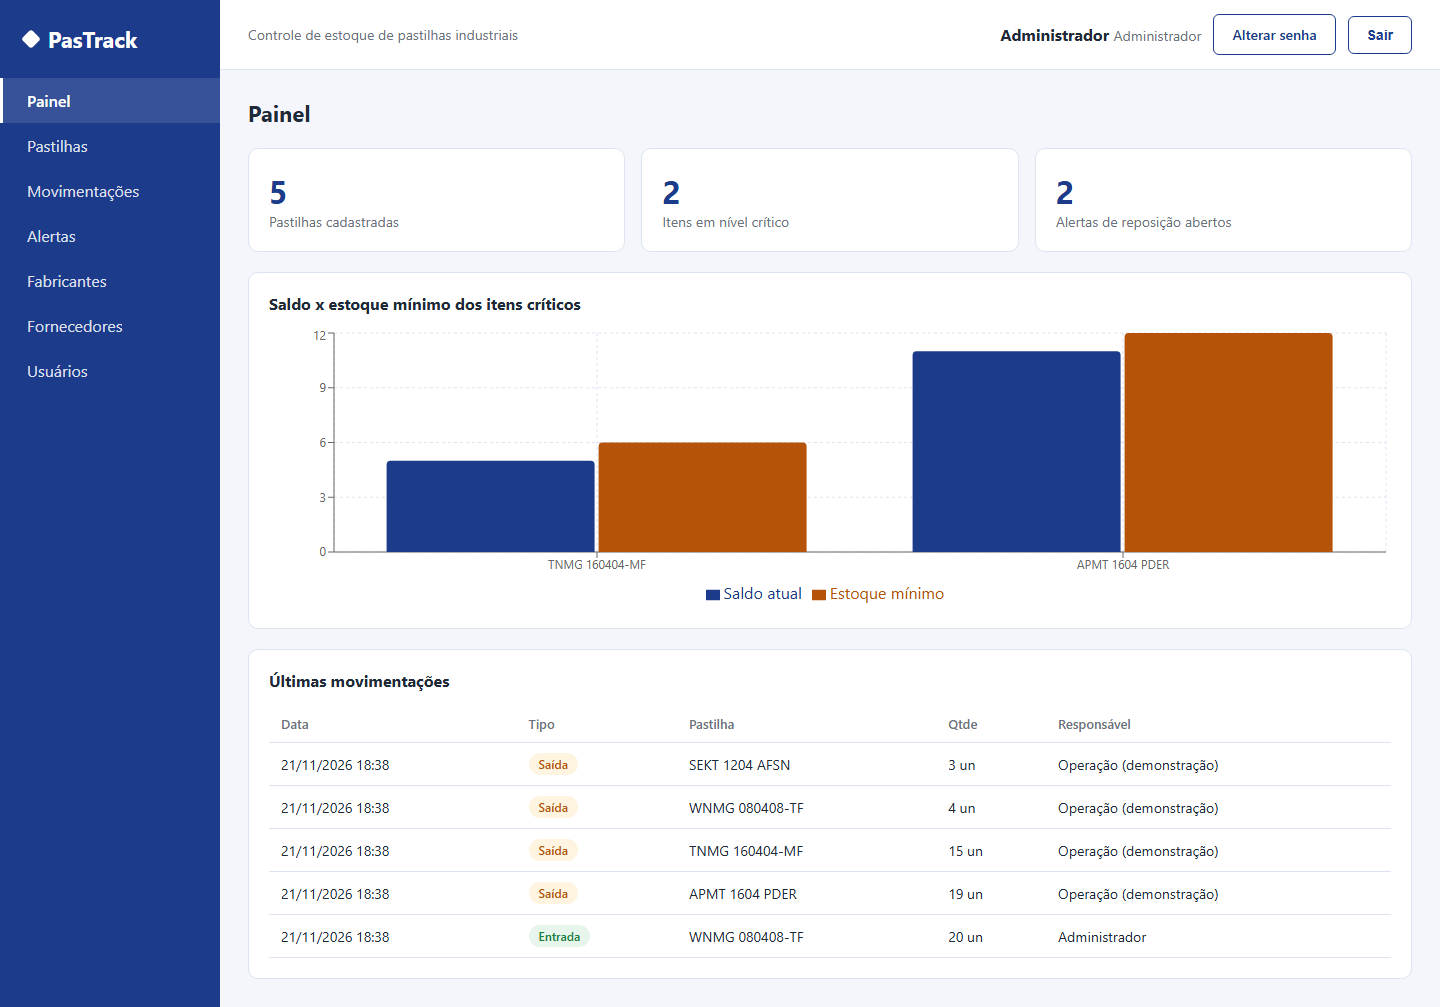 PasTrack
Controle de estoque de pastilhas industriais
Administrador Administrador
Alterar senha
Sair
Painel
Pastilhas
Movimentações
Alertas
Fabricantes
Fornecedores
Usuários
Painel
5
Pastilhas cadastradas
2
Itens em nível crítico
2
Alertas de reposição abertos
Saldo x estoque mínimo dos itens críticos
12
9
6
3
0
TNMG 160404-MF
APMT 1604 PDER
Saldo atual
Estoque mínimo
Últimas movimentações
Data Tipo Pastilha Qtde Responsável
21/11/2026 18:38 Saída SEKT 1204 AFSN 3 un Operação (demonstração)
21/11/2026 18:38 Saída WNMG 080408-TF 4 un Operação (demonstração)
21/11/2026 18:38 Saída TNMG 160404-MF 15 un Operação (demonstração)
21/11/2026 18:38 Saída APMT 1604 PDER 19 un Operação (demonstração)
21/11/2026 18:38 Entrada WNMG 080408-TF 20 un Administrador